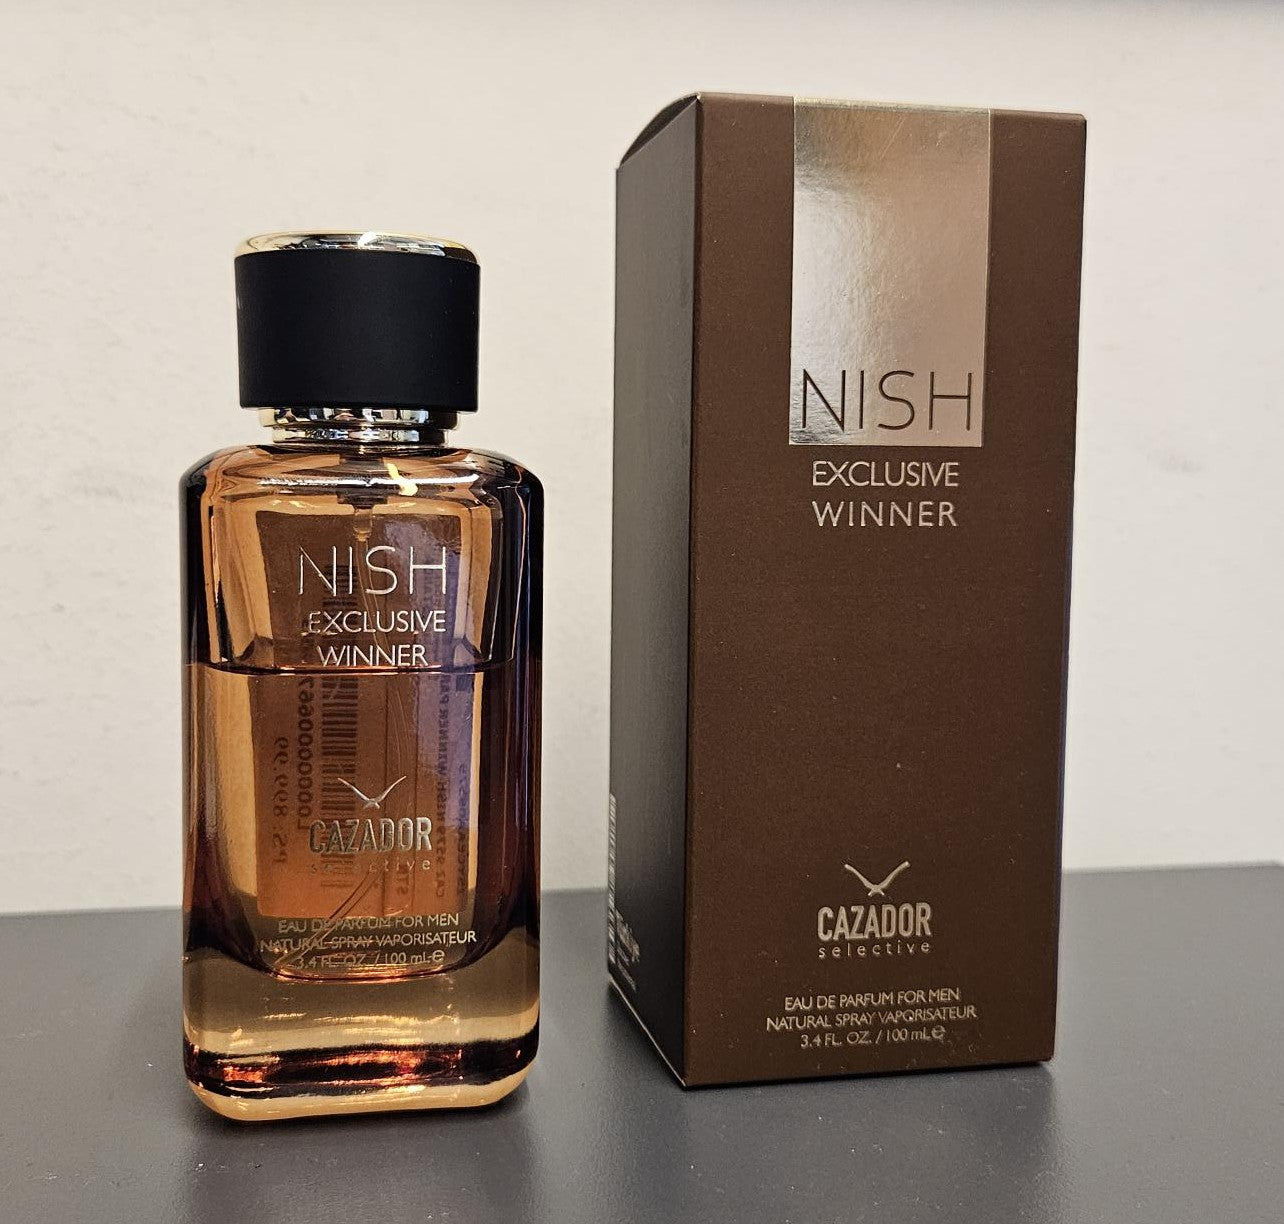 NISH
EXCLUSIVE
WINNER
CAZADOR
selective
EAU DE PARFUM FOR MEN
NATURAL SPRAY VAPORISATEUR
3.4 FL. OZ. / 100 mL e
NISH
EXCLUSIVE
WINNER
CAZADOR
selective
EAU DE PARFUM FOR MEN
NATURAL SPRAY VAPORISATEUR
3.4 FL. OZ. / 100 mL e